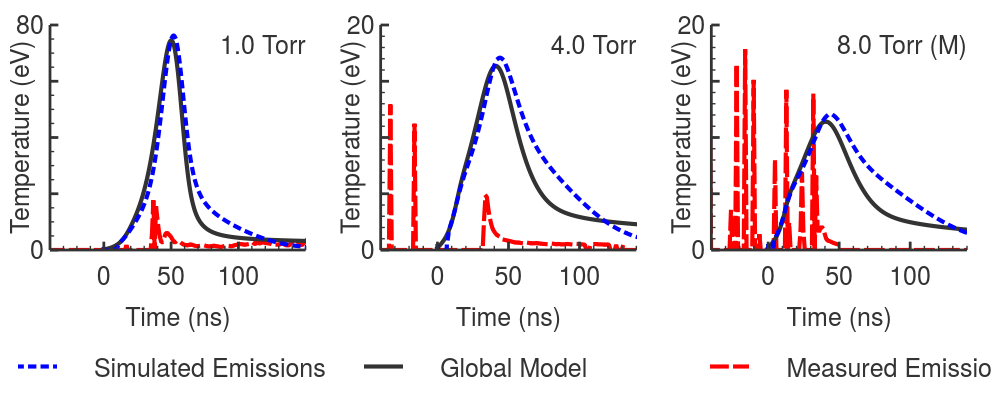 80
1.0 Torr
Temperature (eV)
0
0 50 100
Time (ns)
20
4.0 Torr
Temperature (eV)
0
0 50 100
Time (ns)
20
8.0 Torr (M)
Temperature (eV)
0
0 50 100
Time (ns)
Simulated Emissions Global Model Measured Emissio